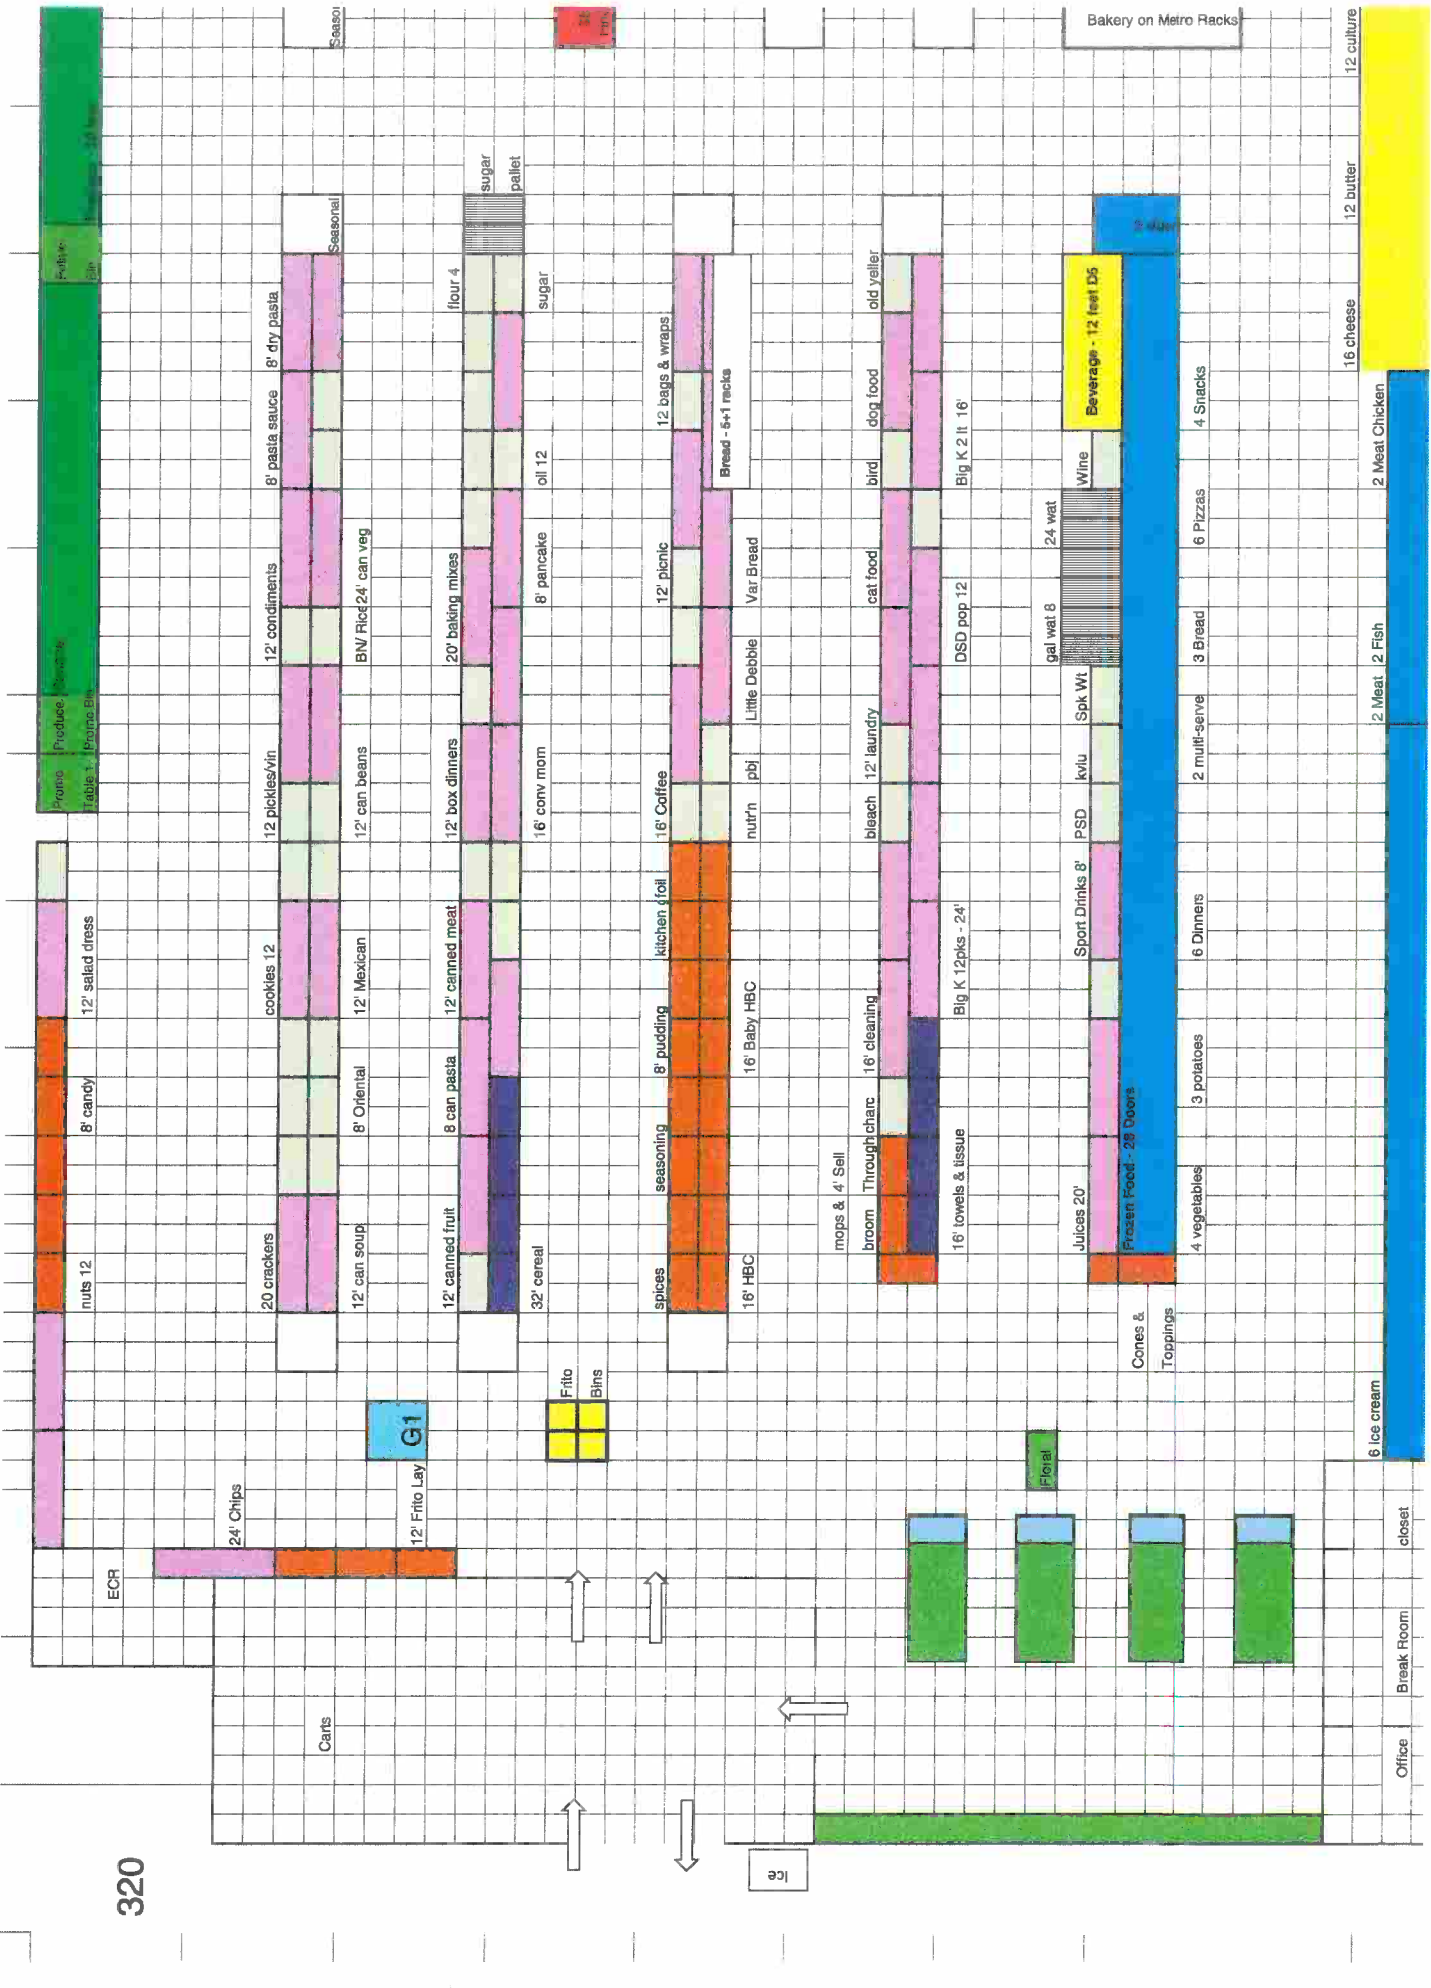 320
Ice
Carts
ECR
24' Chips
12' Frito Lay
G1
Frito
Bins
Floral
Office
Break Room
closet
nuts 12
8' candy
12' salad dress
Promo
Table 1
Produce
Promo Bin
Seasonal
20 crackers
cookies 12
12 pickles/vin
12' condiments
8' pasta sauce
8' dry pasta
12' can soup
8' Oriental
12' Mexican
12' can beans
BN/ Rice
24' can veg
Seasonal
12' canned fruit
8 can pasta
12' canned meat
12' box dinners
20' baking mixes
flour 4
sugar
pallet
32' cereal
16' conv mom
8' pancake
oil 12
sugar
spices
seasoning
8' pudding
kitchen gfoil
16' Coffee
12' picnic
12 bags & wraps
16' HBC
16' Baby HBC
nutr'n
pbj
Little Debbie
Var Bread
Bread - 5+1 racks
mops & 4' Sell
broom Through
charc
16' cleaning
bleach
12' laundry
cat food
bird
dog food
old yeller
16' towels & tissue
Big K 12pks - 24'
DSD pop 12
Big K 2 lt 16'
Juices 20'
Sport Drinks 8'
PSD
kviu
Spk Wt
gal wat 8
24 wat
Wine
Beverage - 12 feet D5
Bakery on Metro Racks
Frozen Food - 28 Doors
Cones &
Toppings
4 vegetables
3 potatoes
6 Dinners
2 multi-serve
3 Bread
6 Pizzas
4 Snacks
6 Ice cream
2 Meat
2 Fish
2 Meat Chicken
16 cheese
12 butter
12 culture